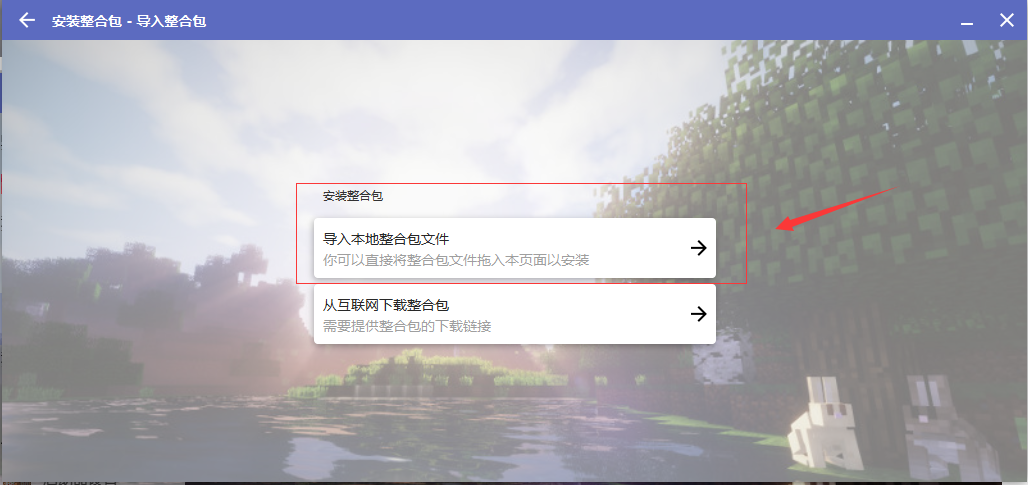 安装整合包 - 导入整合包
安装整合包
导入本地整合包文件
你可以直接将整合包文件拖入本页面以安装
从互联网下载整合包
需要提供整合包的下载链接